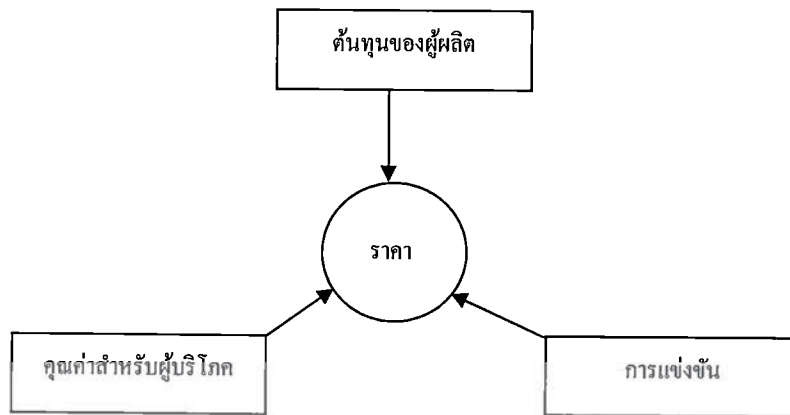 ต้นทุนของผู้ผลิต
ราคา
คุณค่าสำหรับผู้บริโภค
การแข่งขัน